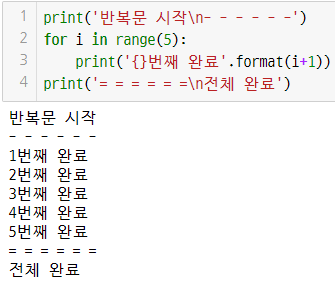 1 print('반복문 시작\n- - - - - -')
2 for i in range(5):
3     print('{}번째 완료'.format(i+1))
4 print('= = = = = =\n전체 완료')
반복문 시작
- - - - - -
1번째 완료
2번째 완료
3번째 완료
4번째 완료
5번째 완료
= = = = = =
전체 완료